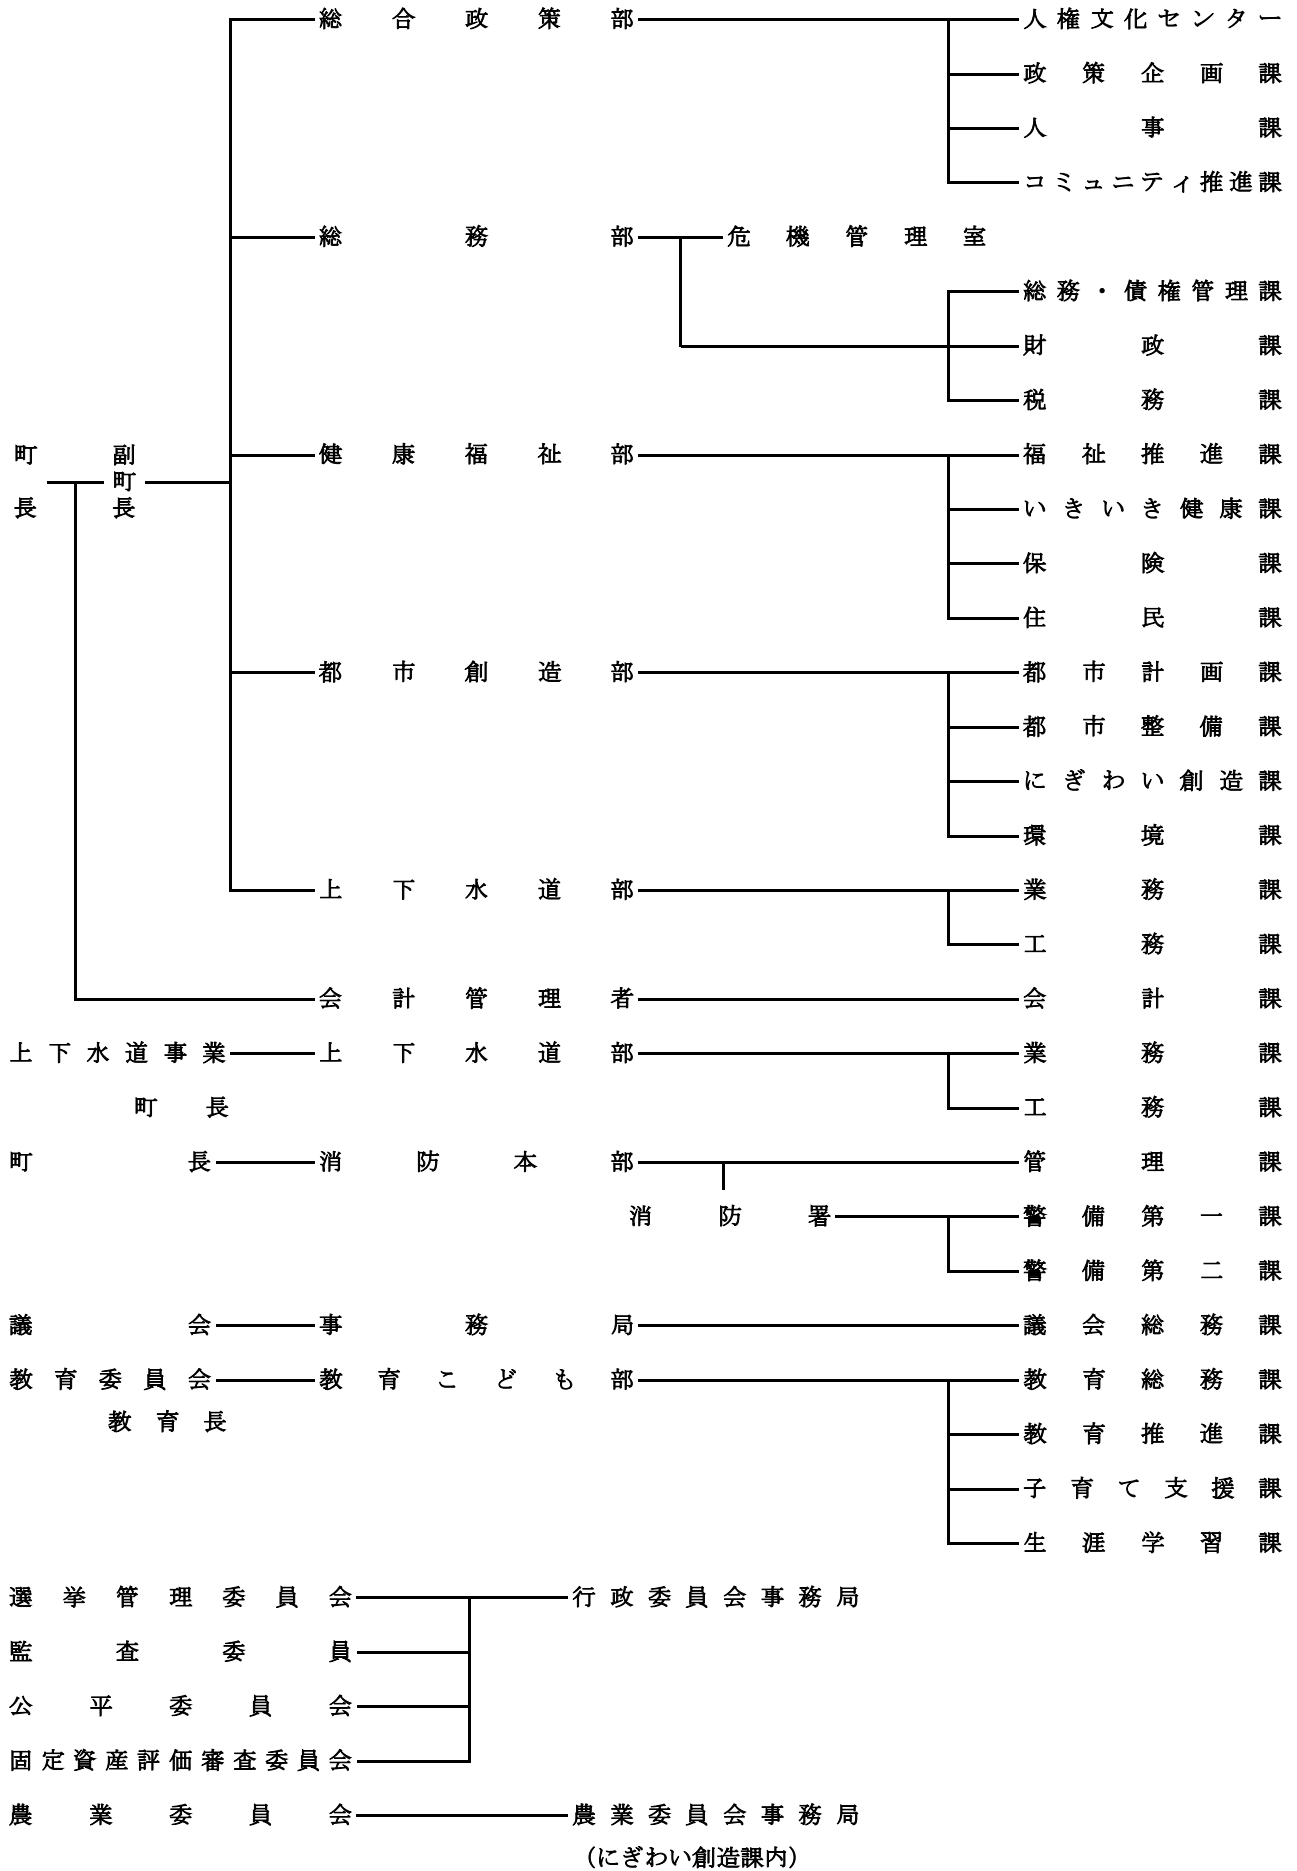 総合政策部 人権文化センター
政策企画課
人事課
コミュニティ推進課
総務部 危機管理室
総務・債権管理課
財政課
税務課
町長 副町長 健康福祉部 福祉推進課
いきいき健康課
保険課
住民課
都市創造部 都市計画課
都市整備課
にぎわい創造課
環境課
上下水道部 業務課
工務課
会計管理者 会計課
上下水道事業 上下水道部 業務課
町長 工務課
町長 消防本部 管理課
消防署 警備第一課
警備第二課
議会 事務局 議会総務課
教育委員会 教育こども部 教育総務課
教育長
教育推進課
子育て支援課
生涯学習課
選挙管理委員会 行政委員会事務局
監査委員
公平委員会
固定資産評価審査委員会
農業委員会 農業委員会事務局
（にぎわい創造課内）